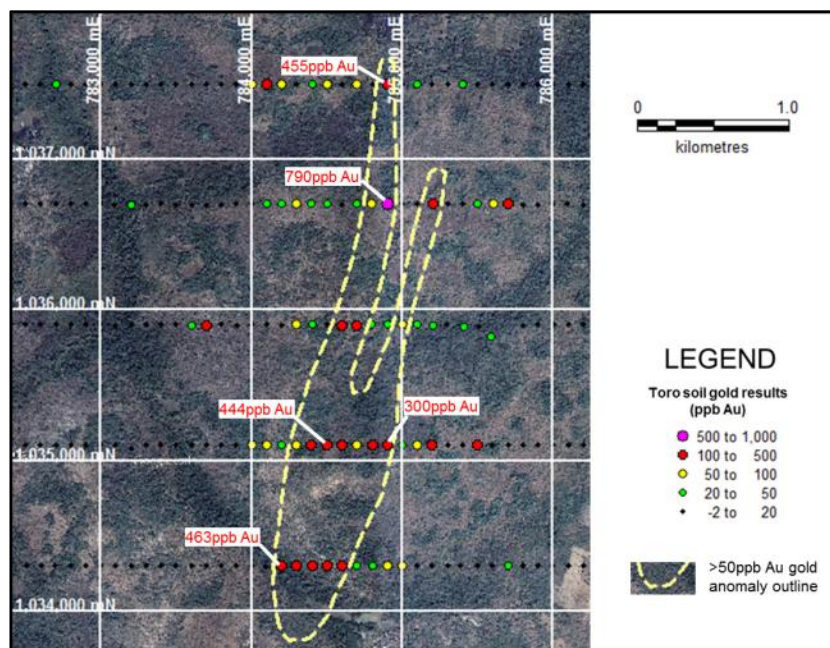 783,000 mE
784,000 mE
786,000 mE
455ppb Au
0 1.0
kilometres
1,037,000 mN
790ppb Au
1,036,000 mN
444ppb Au
300ppb Au
1,035,000 mN
463ppb Au
1,034,000 mN
LEGEND
Toro soil gold results
(ppb Au)
500 to 1,000
100 to 500
50 to 100
20 to 50
-2 to 20
>50ppb Au gold
anomaly outline